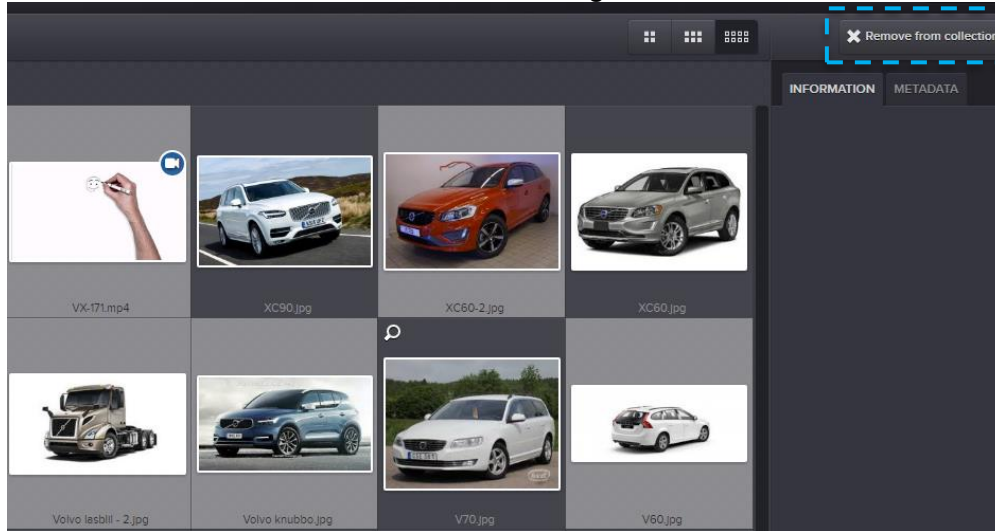 Remove from collection
INFORMATION METADATA
VX-171.mp4 XC90.jpg XC60-2.jpg XC60.jpg
Volvo lasbill - 2.jpg Volvo knubbo.jpg V70.jpg V60.jpg